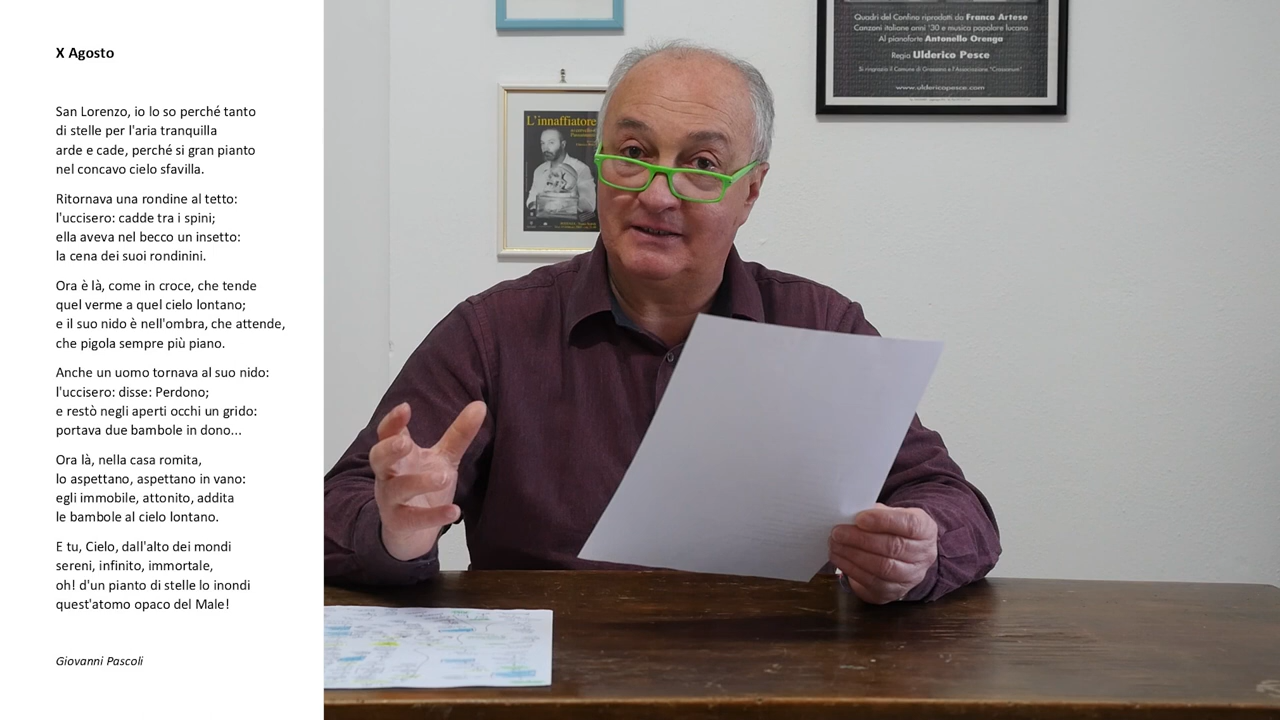 X Agosto
San Lorenzo, io lo so perché tanto
di stelle per l'aria tranquilla
arde e cade, perché si gran pianto
nel concavo cielo sfavilla.
Ritornava una rondine al tetto:
l'uccisero: cadde tra i spini;
ella aveva nel becco un insetto:
la cena dei suoi rondinini.
Ora è là, come in croce, che tende
quel verme a quel cielo lontano;
e il suo nido è nell'ombra, che attende,
che pigola sempre più piano.
Anche un uomo tornava al suo nido:
l'uccisero: disse: Perdono;
e restò negli aperti occhi un grido:
portava due bambole in dono...
Ora là, nella casa romita,
lo aspettano, aspettano in vano:
egli immobile, attonito, addita
le bambole al cielo lontano.
E tu, Cielo, dall'alto dei mondi
sereni, infinito, immortale,
oh! d'un pianto di stelle lo inondi
quest'atomo opaco del Male!
Giovanni Pascoli
L'innaffiatore
Quadri del Confino riprodotti da Franco Artese
Canzoni italiane anni '30 e musica popolare lucana
Al pianoforte Antonello Orenga
Regia Ulderico Pesce
Si ringrazia il Comune di Grassano e l'Associazione "Crassanum"
www.uldericopesce.com